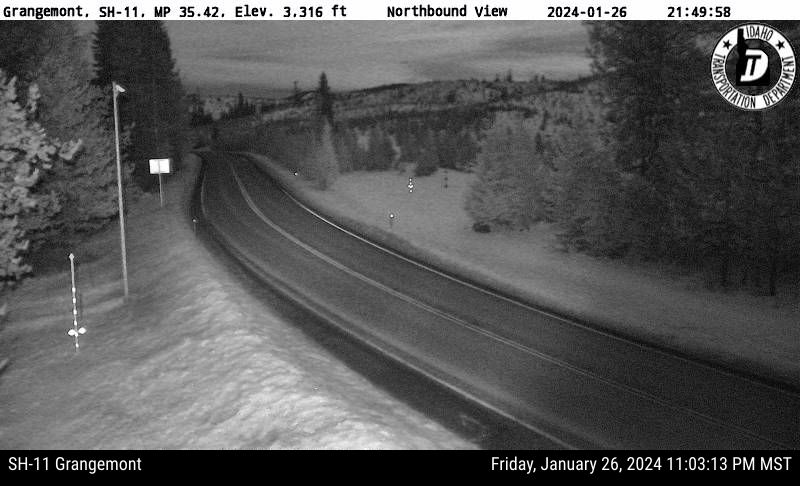 Grangemont, SH-11, MP 35.42, Elev. 3,316 ft Northbound View 2024-01-26 21:49:58
IDAHO
TRANSPORTATION DEPARTMENT
SH-11 Grangemont Friday, January 26, 2024 11:03:13 PM MST